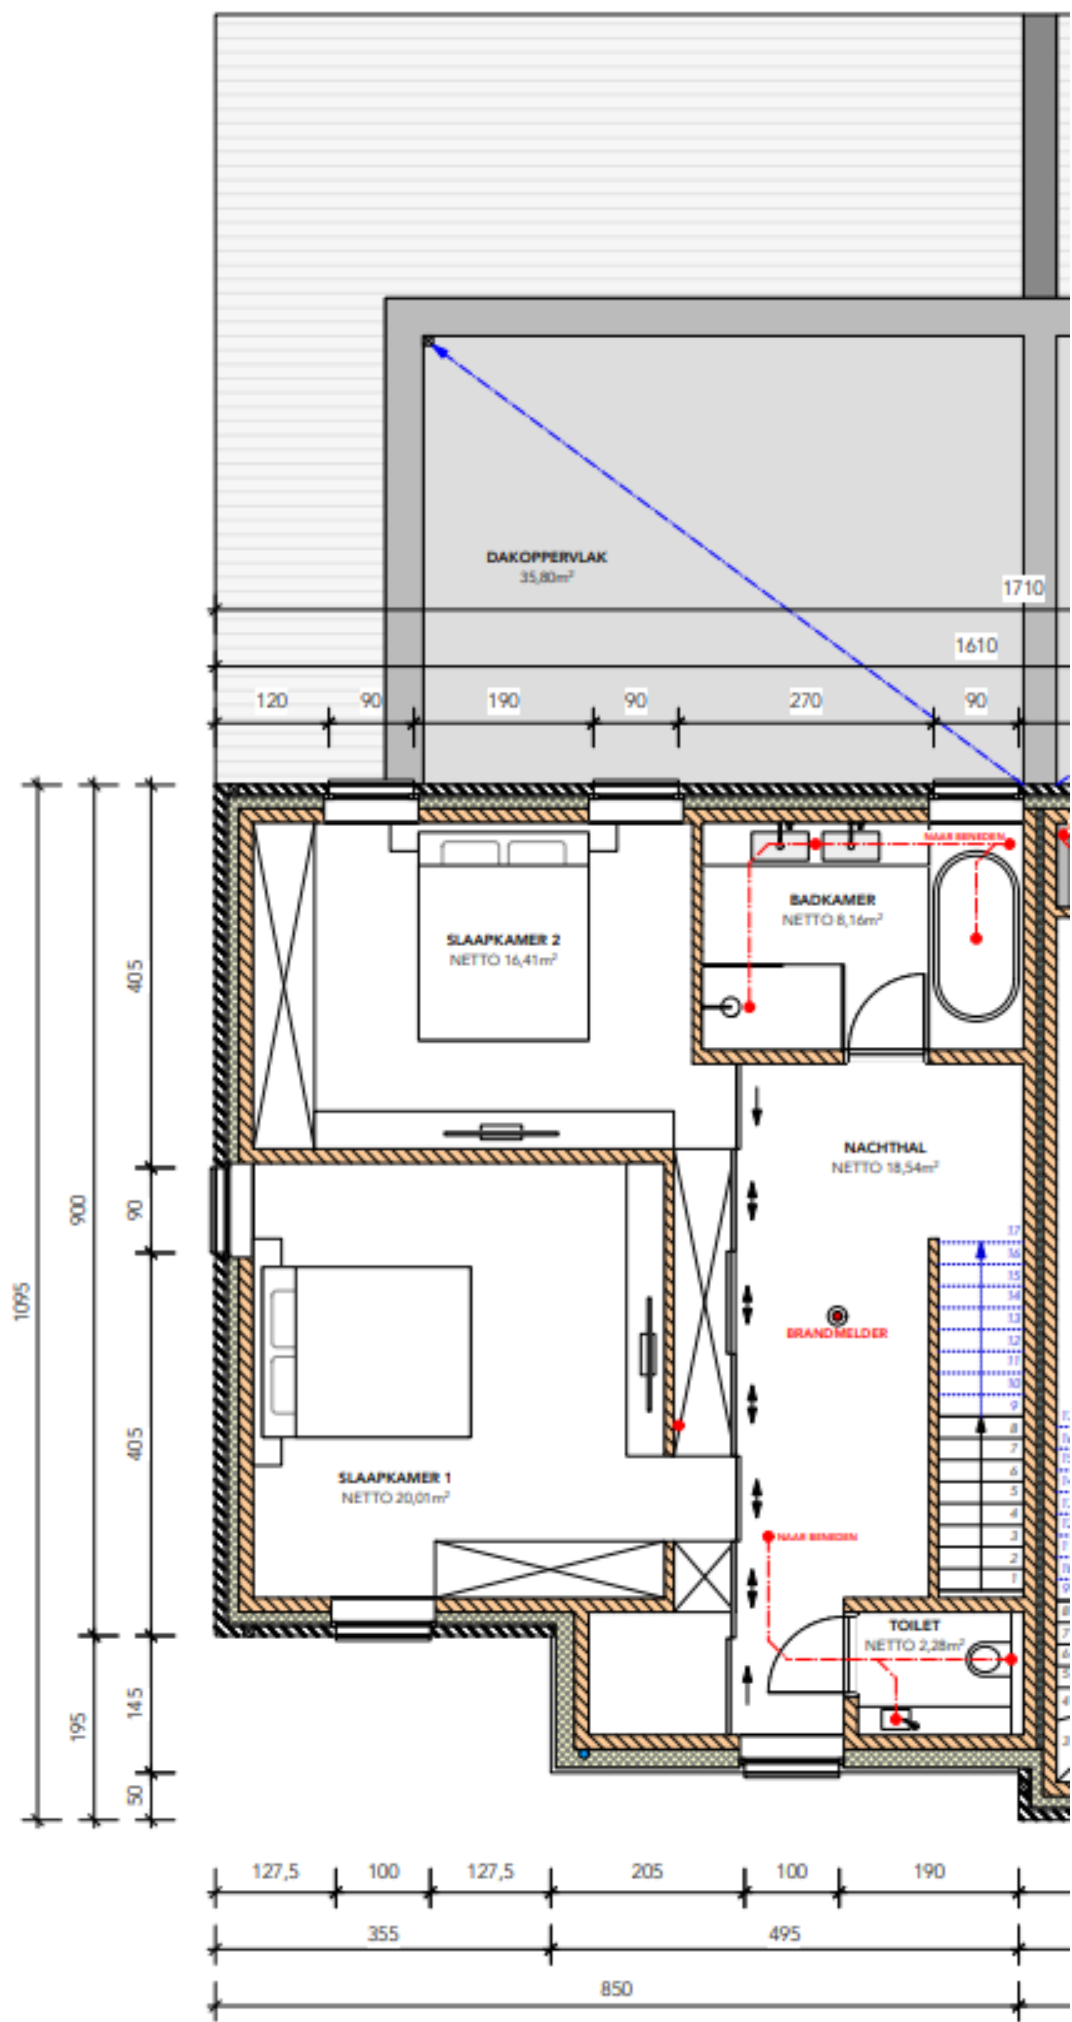 DAKOPPERVLAK
35,80m²
1710
1610
120
90
190
90
270
90
NAAR BENEDEN
BADKAMER
NETTO 8,16m²
SLAAPKAMER 2
NETTO 16,41m²
405
NACHTHAL
NETTO 18,54m²
90
900
1095
17
16
15
14
13
12
11
10
9
8
7
6
5
4
3
2
1
BRANDMELDER
405
SLAAPKAMER 1
NETTO 20,01m²
NAAR BENEDEN
TOILET
NETTO 2,28m²
145
195
50
127,5
100
127,5
205
100
190
355
495
850